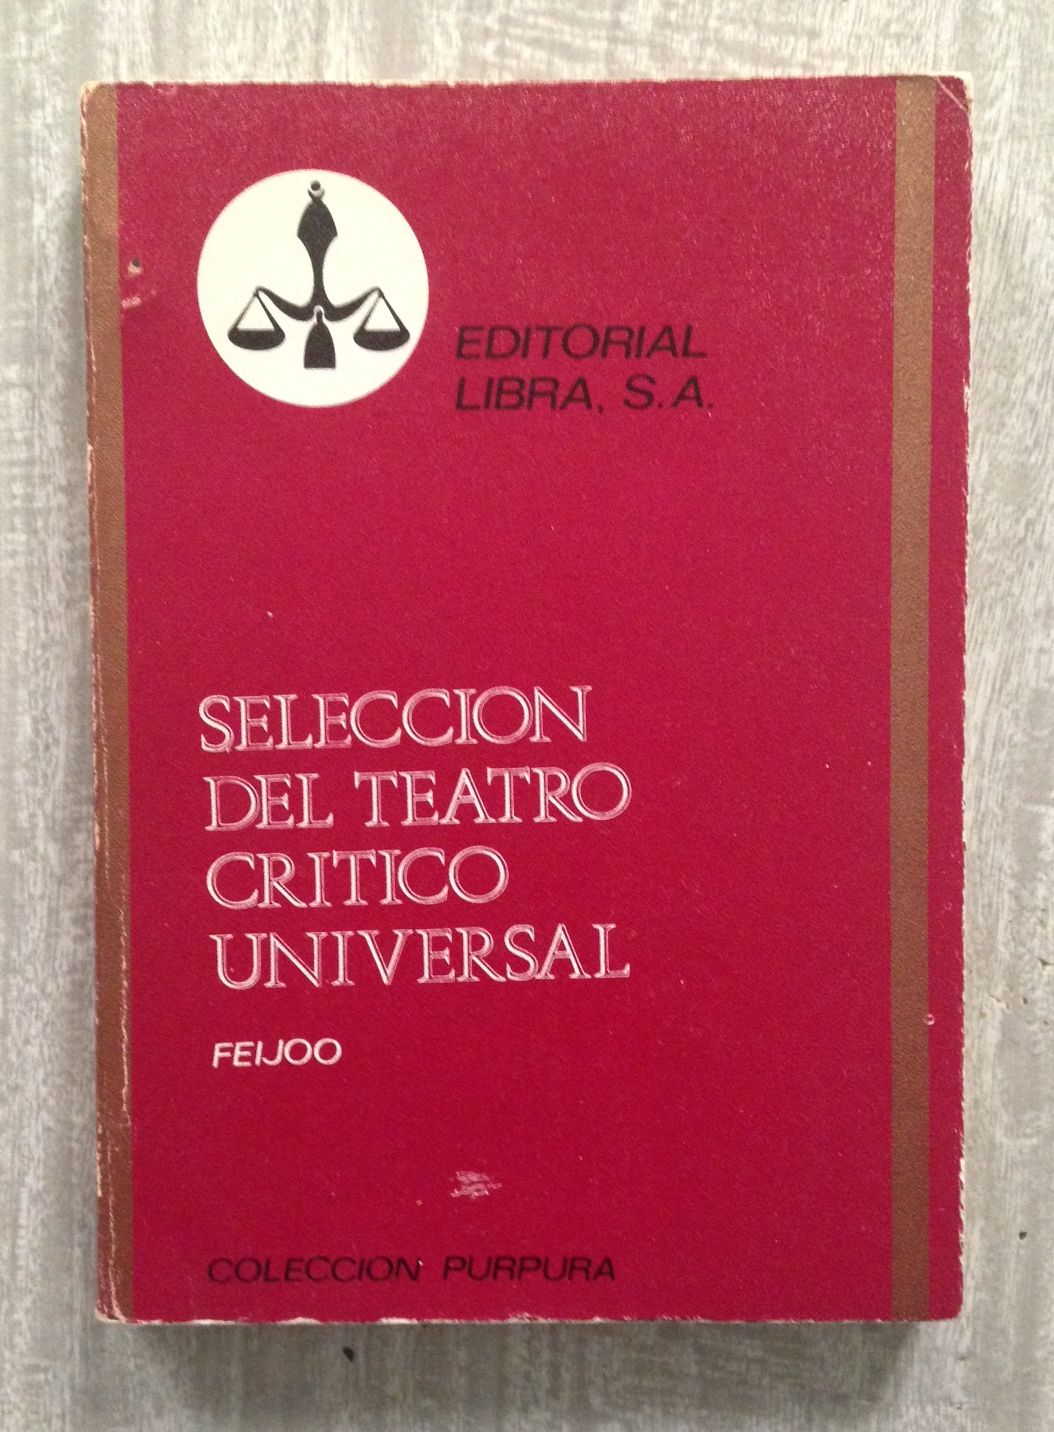 EDITORIAL
LIBRA, S.A.
SELECCION
DEL TEATRO
CRITICO
UNIVERSAL
FEIJOO
COLECCION PURPURA